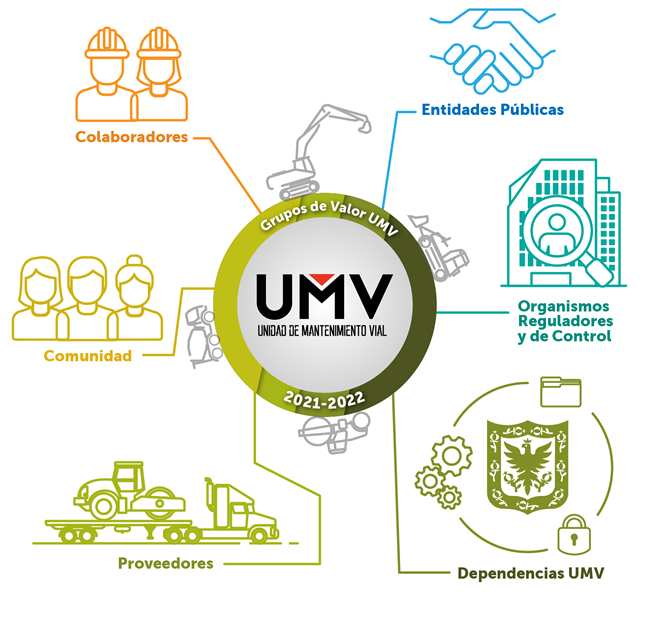 Colaboradores
Entidades Públicas
Grupos de Valor UMV
UMV
UNIDAD DE MANTENIMIENTO VIAL
2021-2022
Organismos
Reguladores
y de Control
Comunidad
Proveedores
Dependencias UMV